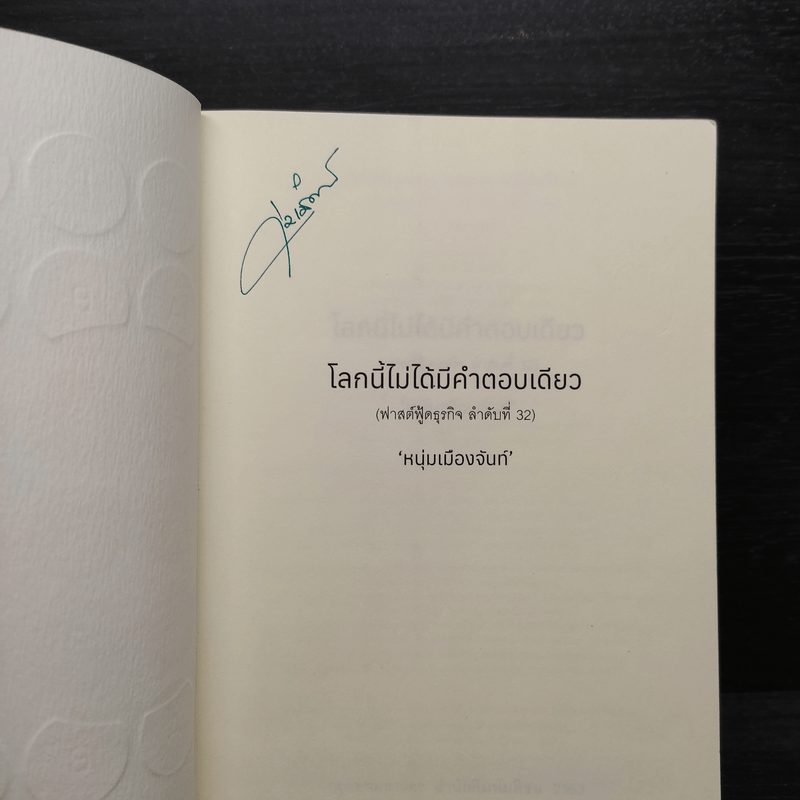 โลกนี้ไม่ได้มีคำตอบเดียว
(ฟาสต์ฟู้ดธุรกิจ ลำดับที่ 32)
‘หนุ่มเมืองจันท์’